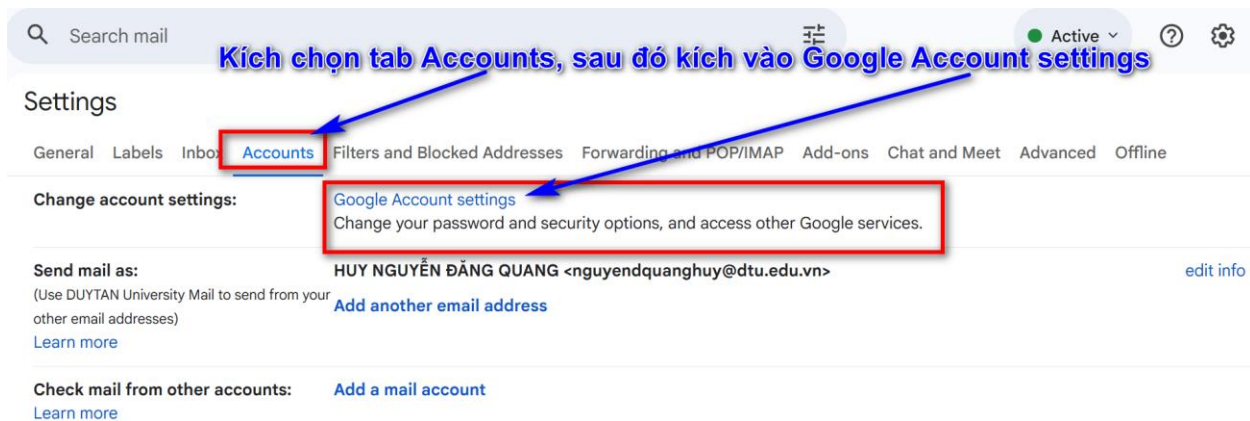 Search mail
Active
Kích chọn tab Accounts, sau đó kích vào Google Account settings
Settings
General Labels Inbox Accounts Filters and Blocked Addresses Forwarding and POP/IMAP Add-ons Chat and Meet Advanced Offline
Change account settings:
Google Account settings
Change your password and security options, and access other Google services.
Send mail as:
(Use DUYTAN University Mail to send from your
other email addresses)
Learn more
HUY NGUYỄN ĐĂNG QUANG <nguyendquanghuy@dtu.edu.vn>
edit info
Add another email address
Check mail from other accounts:
Learn more
Add a mail account